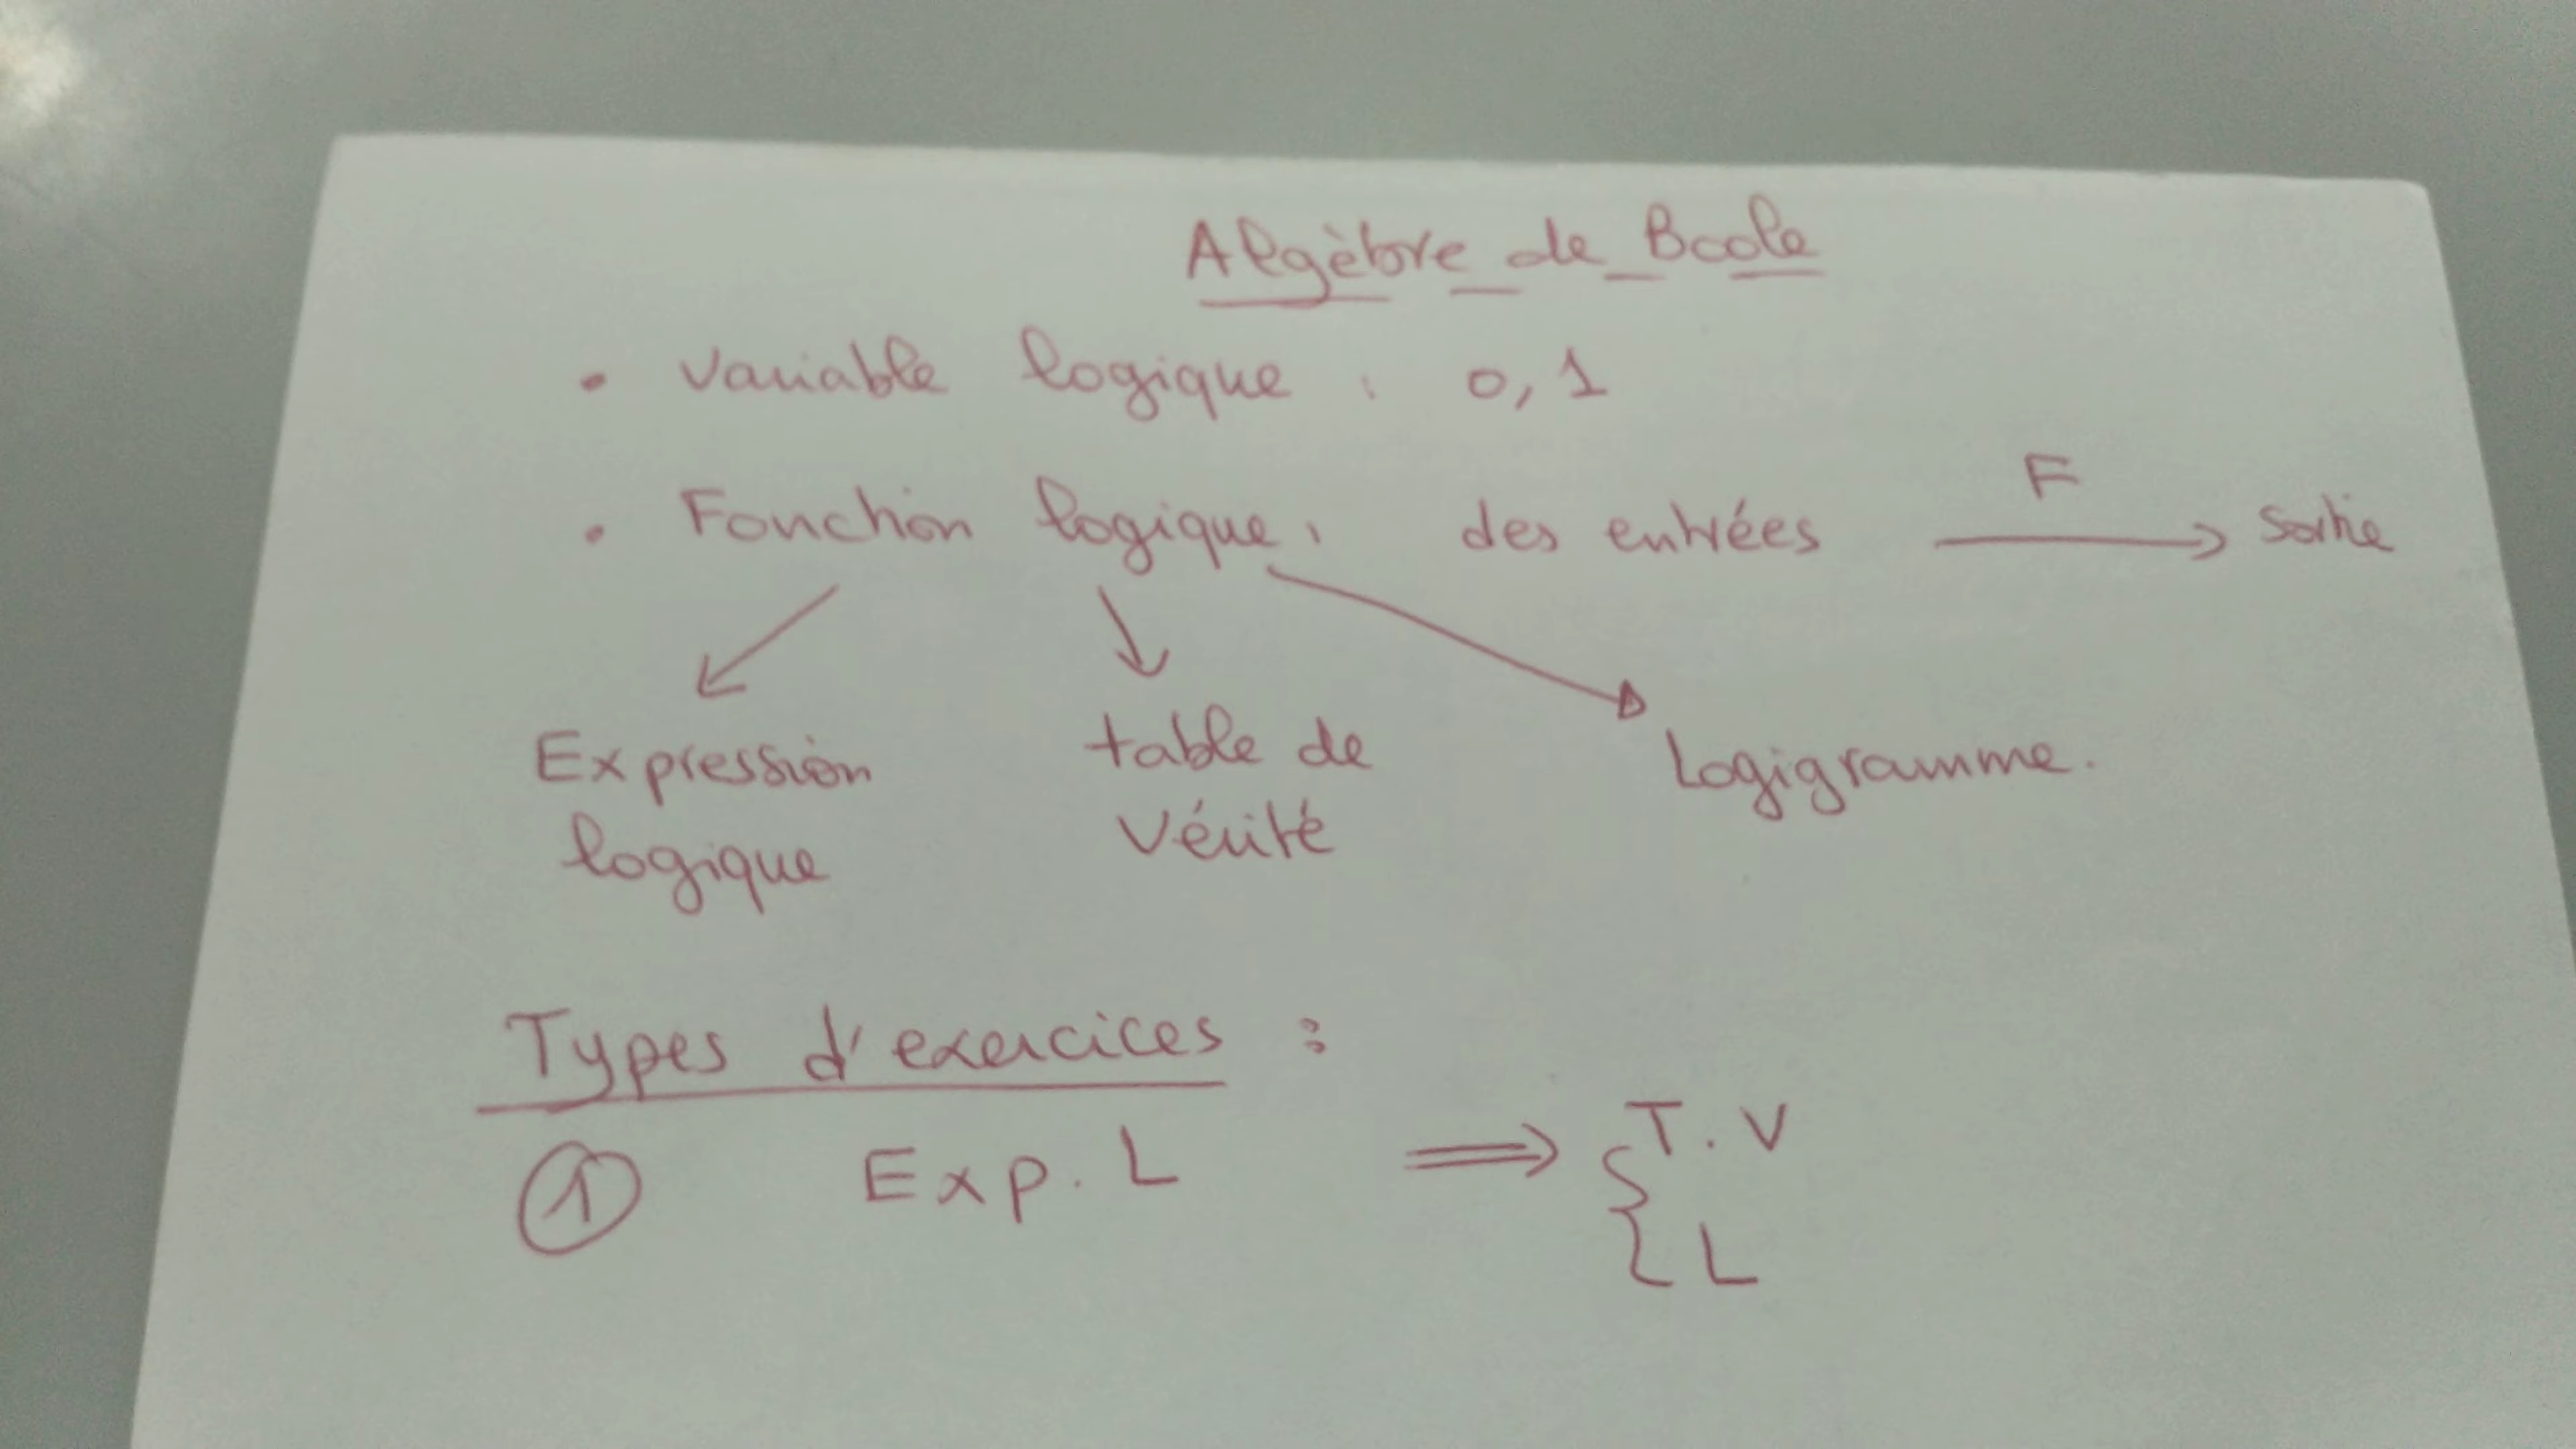 Algèbre de Boole
• Variable logique : 0, 1
• Fonction logique : des entrées F → sortie
Expression table de Logigramme.
logique vérité
Types d'exercices :
① Exp. L ⇒ { T. V
L